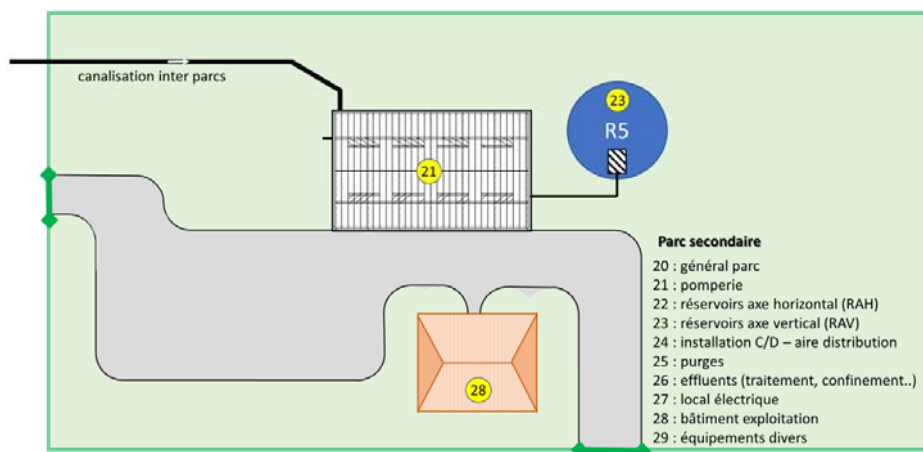 canalisation inter parcs
23
R5
21
28
Parc secondaire
20 : général parc
21 : pomperie
22 : réservoirs axe horizontal (RAH)
23 : réservoirs axe vertical (RAV)
24 : installation C/D – aire distribution
25 : purges
26 : effluents (traitement, confinement..)
27 : local électrique
28 : bâtiment exploitation
29 : équipements divers